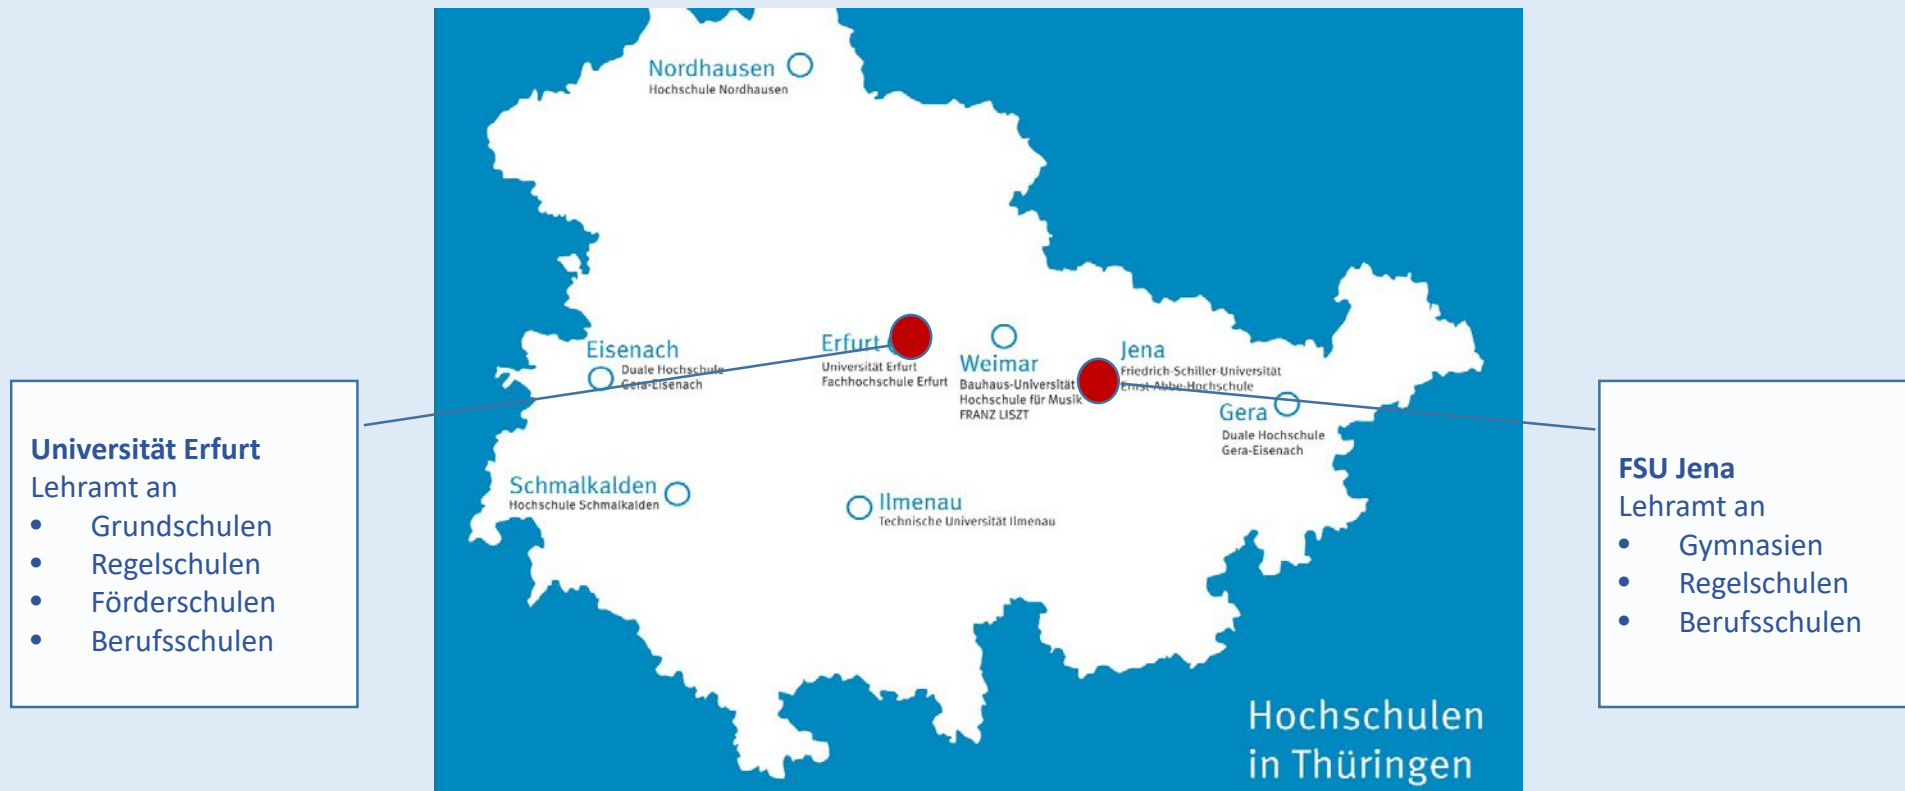 Nordhausen
Hochschule Nordhausen
Eisenach
Duale Hochschule
Gera-Eisenach
Erfurt
Universität Erfurt
Fachhochschule Erfurt
Weimar
Bauhaus-Universität
Hochschule für Musik
FRANZ LISZT
Jena
Friedrich-Schiller-Universität
Ernst-Abbe-Hochschule
Gera
Duale Hochschule
Gera-Eisenach
Schmalkalden
Hochschule Schmalkalden
Ilmenau
Technische Universität Ilmenau
Hochschulen
in Thüringen
Universität Erfurt
Lehramt an
• Grundschulen
• Regelschulen
• Förderschulen
• Berufsschulen
FSU Jena
Lehramt an
• Gymnasien
• Regelschulen
• Berufsschulen